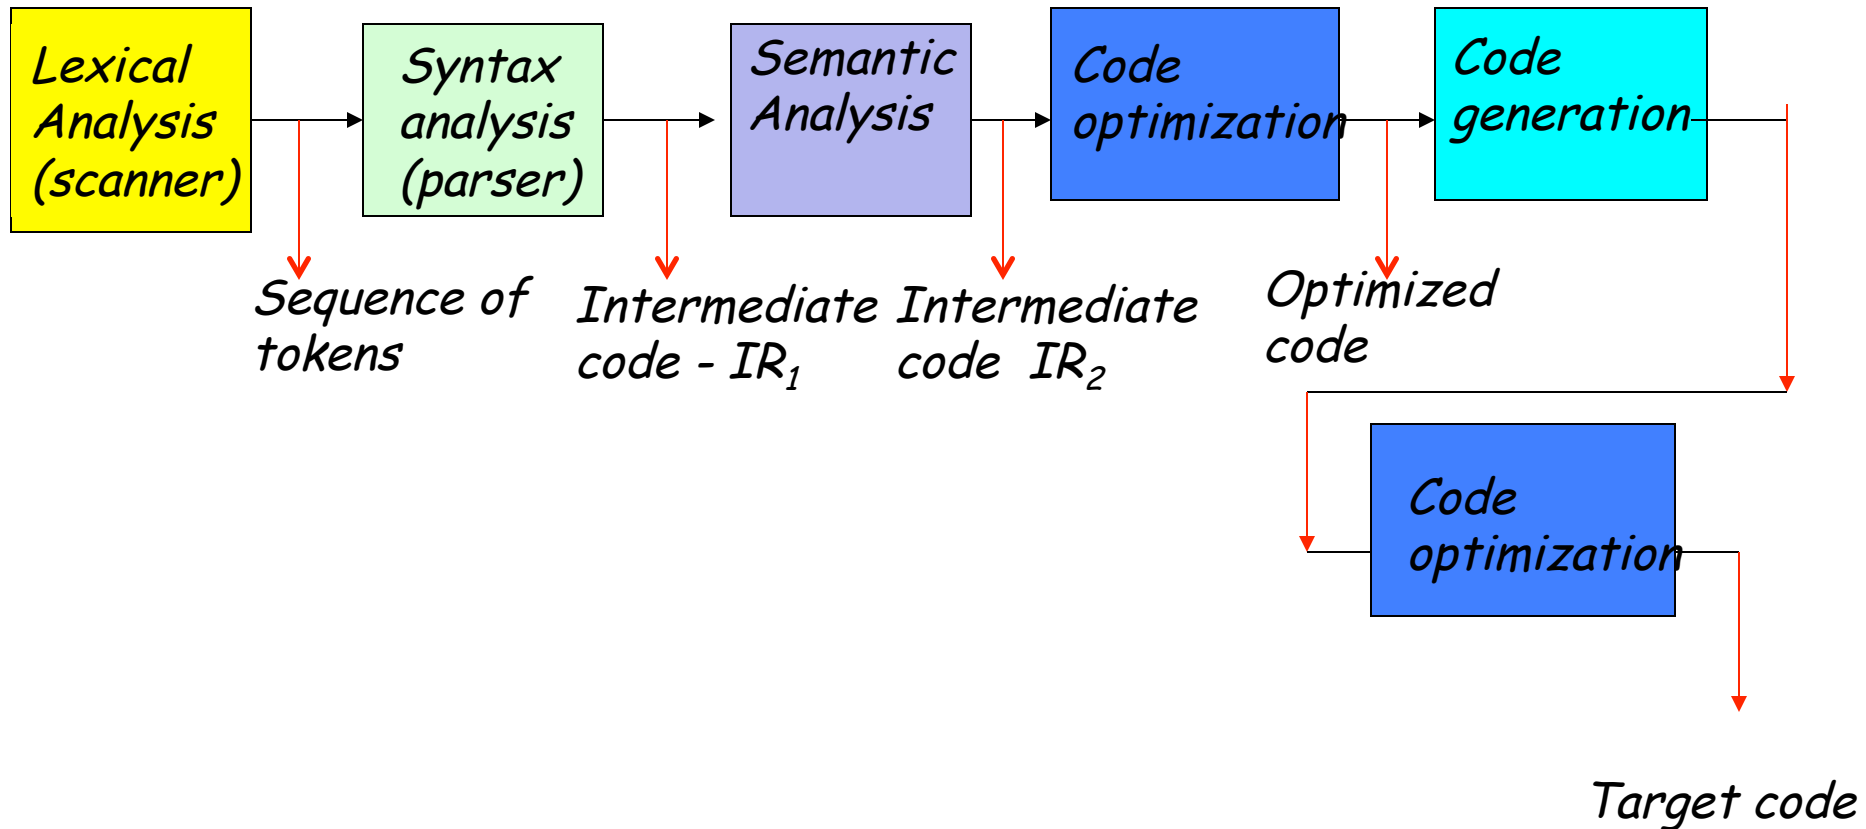 Lexical
Analysis
(scanner)
Syntax
analysis
(parser)
Semantic
Analysis
Code
optimization
Code
generation
Sequence of
tokens
Intermediate
code - IR₁
Intermediate
code IR₂
Optimized
code
Code
optimization
Target code